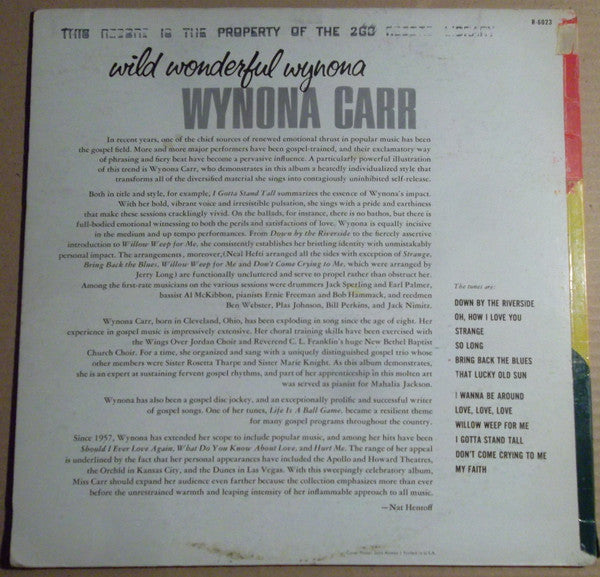 THIS RECORD IS THE PROPERTY OF THE 2GO RECORD LIBRARY
R-6023
wild wonderful wynona
WYNONA CARR
In recent years, one of the chief sources of renewed emotional thrust in popular music has been
the gospel field. More and more major performers have been gospel-trained, and their exclamatory way
of phrasing and fiery beat have become a pervasive influence. A particularly powerful illustration
of this trend is Wynona Carr, who demonstrates in this album a heatedly individualized style that
transforms all of the diversified material she sings into contagiously uninhibited self-release.
Both in title and style, for example, I Gotta Stand Tall summarizes the essence of Wynona's impact.
With her bold, vibrant voice and irresistible pulsation, she sings with a pride and earthiness
that make these sessions cracklingly vivid. On the ballads, for instance, there is no bathos, but there is
full-bodied emotional witnessing to both the perils and satisfactions of love. Wynona is equally incisive
in the medium and up tempo performances. From Down by the Riverside to the fiercely assertive
introduction to Willow Weep for Me, she consistently establishes her bristling identity with unmistakably
personal impact. The arrangements, moreover,(Neal Hefti arranged all the sides with exception of Strange,
Bring Back the Blues, Willow Weep for Me and Don't Come Crying to Me, which were arranged by
Jerry Long) are functionally uncluttered and serve to propel rather than obstruct her.
Among the first-rate musicians on the various sessions were drummers Jack Sperling and Earl Palmer,
bassist Al McKibbon, pianists Ernie Freeman and Bob Hammack, and reedmen
Ben Webster, Plas Johnson, Bill Perkins, and Jack Nimitz.
Wynona Carr, born in Cleveland, Ohio, has been exploding in song since the age of eight. Her
experience in gospel music is impressively extensive. Her choral training skills have been exercised with
the Wings Over Jordan Choir and Reverend C. L. Franklin's huge New Bethel Baptist
Church Choir. For a time, she organized and sang with a uniquely distinguished gospel trio whose
other members were Sister Rosetta Tharpe and Sister Marie Knight. As this album demonstrates,
she is an expert at sustaining fervent gospel rhythms, and part of her apprenticeship in this molten art
was served as pianist for Mahalia Jackson.
Wynona has also been a gospel disc jockey, and an exceptionally prolific and successful writer
of gospel songs. One of her tunes, Life Is A Ball Game, became a resilient theme
for many gospel programs throughout the country.
Since 1957, Wynona has extended her scope to include popular music, and among her hits have been
Should I Ever Love Again, What Do You Know About Love, and Hurt Me. The range of her appeal
is underlined by the fact that her personal appearances have included the Apollo and Howard Theatres,
the Orchid in Kansas City, and the Dunes in Las Vegas. With this sweepingly celebratory album,
Miss Carr should expand her audience even farther because the collection emphasizes more than ever
before the unrestrained warmth and leaping intensity of her inflammable approach to all music.
—Nat Hentoff
The tunes are:
DOWN BY THE RIVERSIDE
OH, HOW I LOVE YOU
STRANGE
SO LONG
BRING BACK THE BLUES
THAT LUCKY OLD SUN
I WANNA BE AROUND
LOVE, LOVE, LOVE
WILLOW WEEP FOR ME
I GOTTA STAND TALL
DON'T COME CRYING TO ME
MY FAITH
Printed in U.S.A.